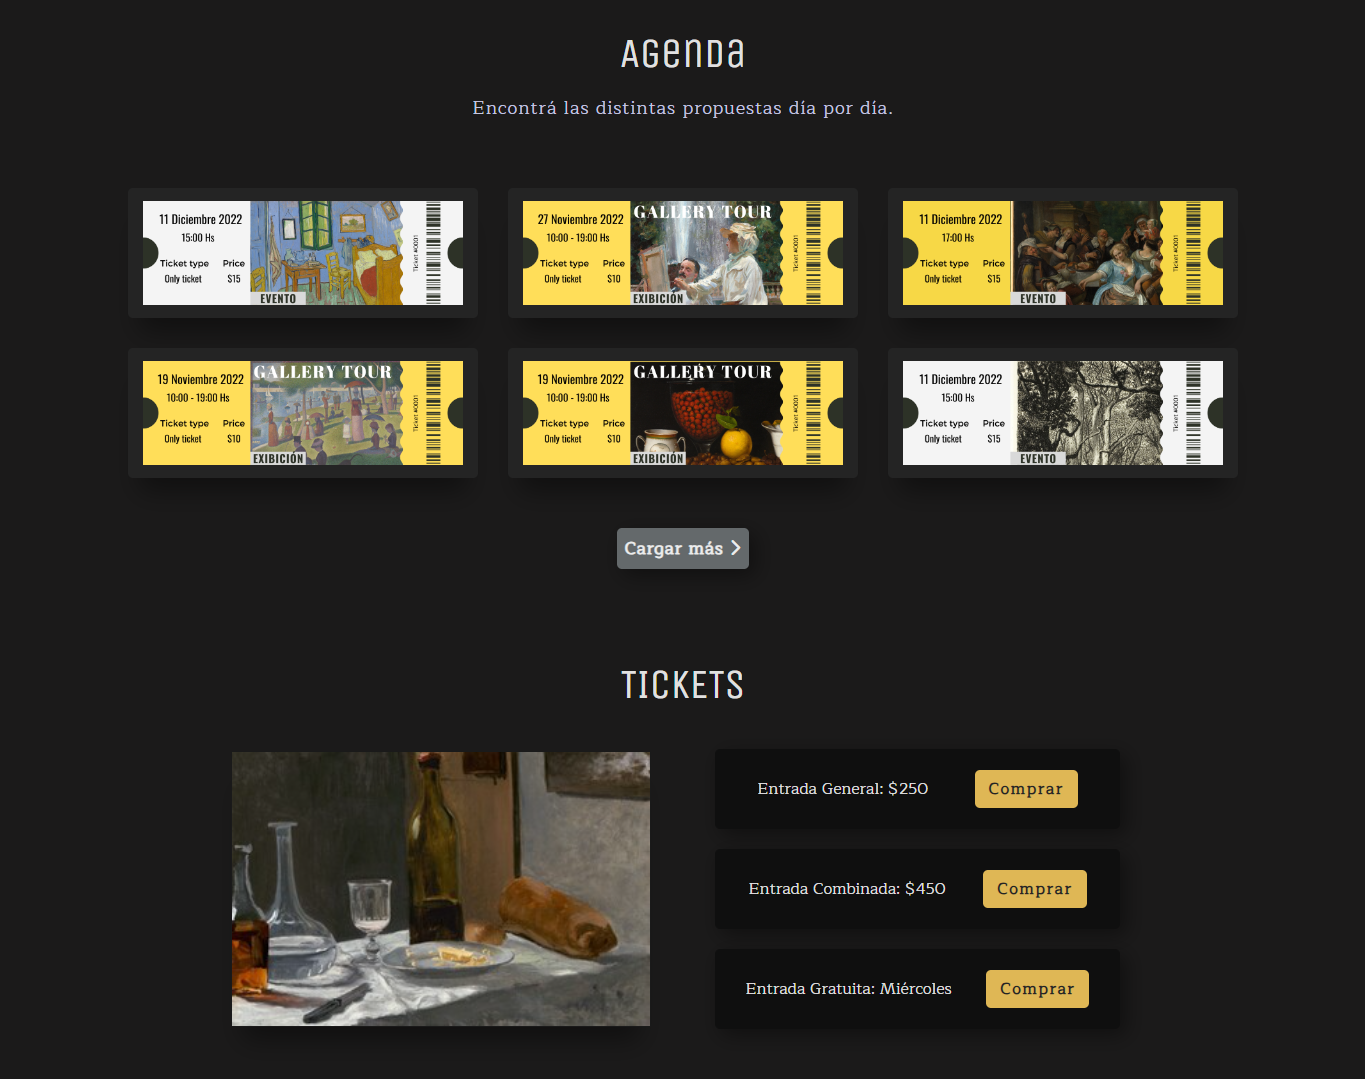 Agenda
Encontrá las distintas propuestas día por día.
11 Diciembre 2022
15:00 Hs
Ticket type Price
Only ticket $15
EVENTO
Ticket #0001
GALLERY TOUR
27 Noviembre 2022
10:00 - 19:00 Hs
Ticket type Price
Only ticket $10
EXIBICIÓN
Ticket #0001
11 Diciembre 2022
17:00 Hs
Ticket type Price
Only ticket $15
EVENTO
Ticket #0001
GALLERY TOUR
19 Noviembre 2022
10:00 - 19:00 Hs
Ticket type Price
Only ticket $10
EXIBICIÓN
Ticket #0001
GALLERY TOUR
19 Noviembre 2022
10:00 - 19:00 Hs
Ticket type Price
Only ticket $10
EXIBICIÓN
Ticket #0001
11 Diciembre 2022
15:00 Hs
Ticket type Price
Only ticket $15
EVENTO
Ticket #0001
Cargar más
TICKETS
Entrada General: $250 Comprar
Entrada Combinada: $450 Comprar
Entrada Gratuita: Miércoles Comprar